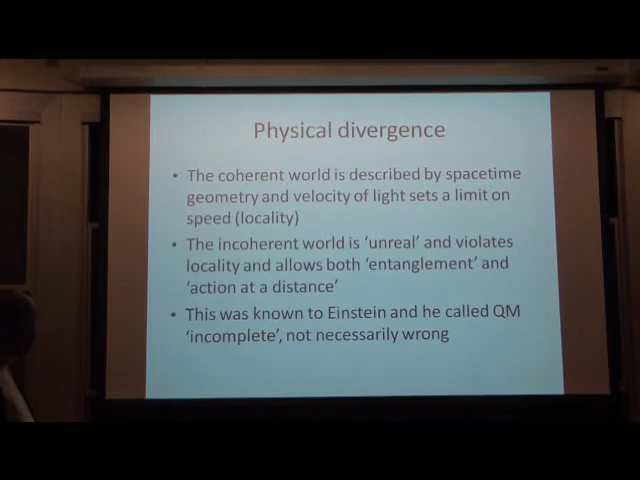 Physical divergence
• The coherent world is described by spacetime
geometry and velocity of light sets a limit on
speed (locality)
• The incoherent world is 'unreal' and violates
locality and allows both 'entanglement' and
'action at a distance'
• This was known to Einstein and he called QM
'incomplete', not necessarily wrong